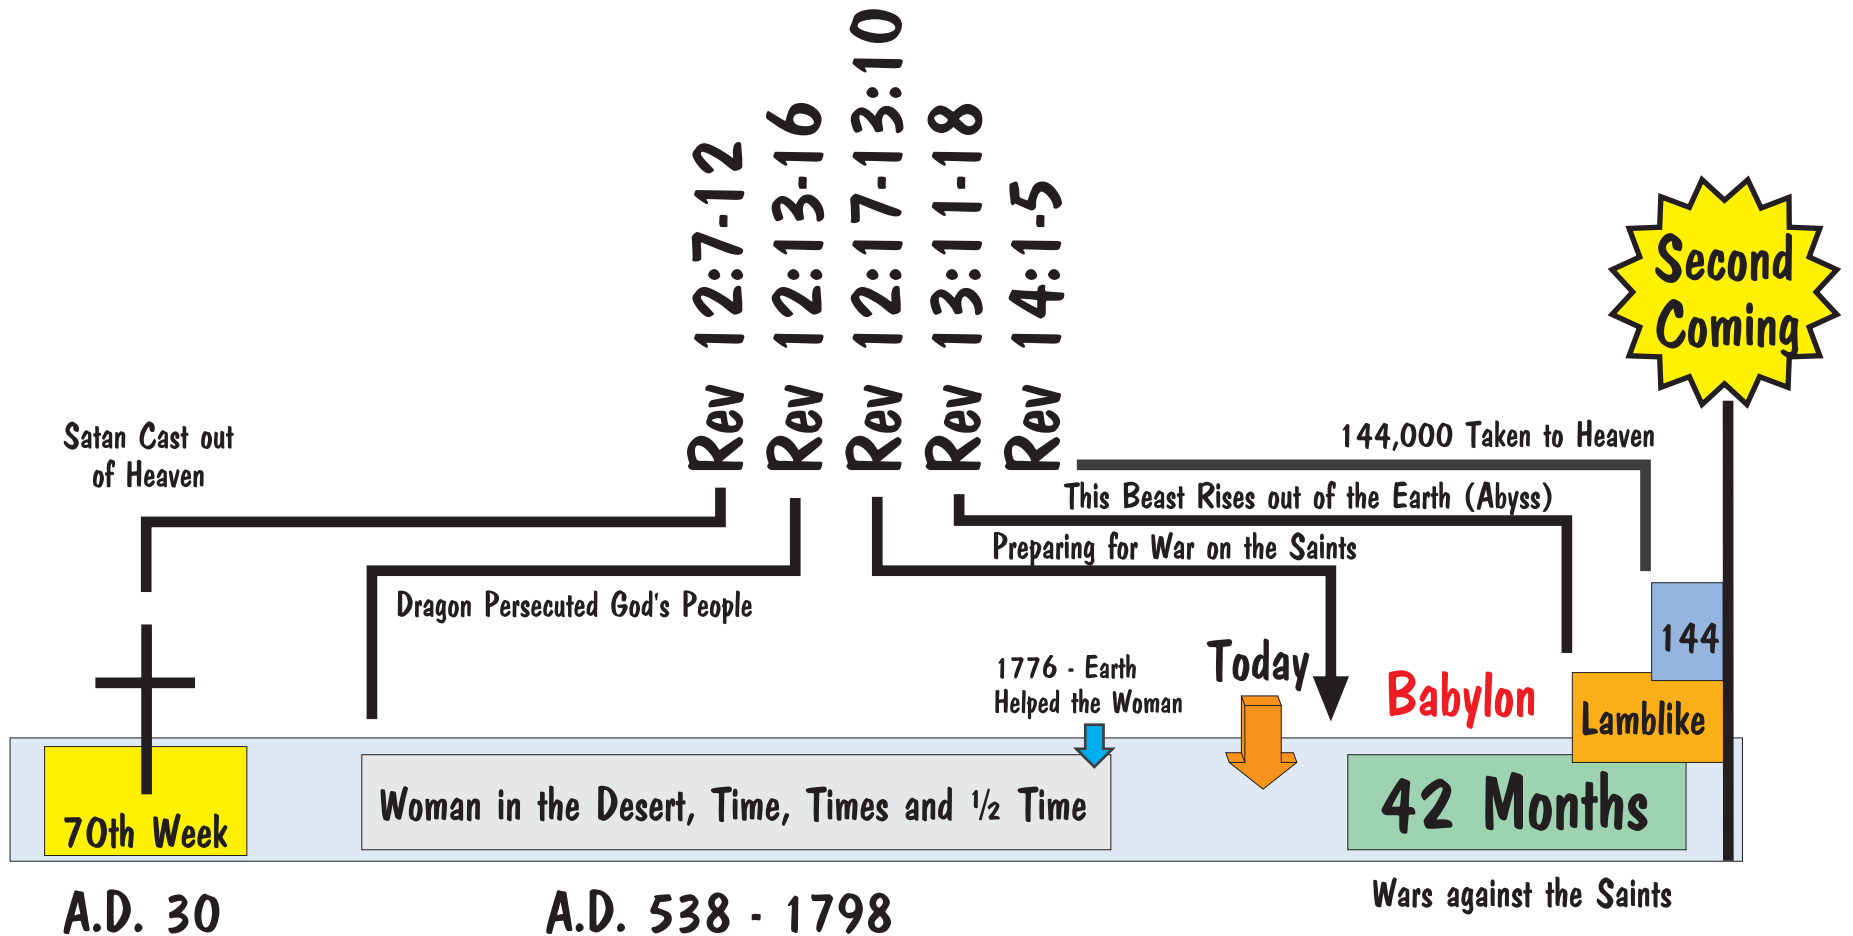 Rev 12:7-12
Rev 12:13-16
Rev 12:17-13:10
Rev 13:11-18
Rev 14:1-5
Second
Coming
Satan Cast out
of Heaven
144,000 Taken to Heaven
This Beast Rises out of the Earth (Abyss)
Preparing for War on the Saints
Dragon Persecuted God's People
1776 - Earth
Helped the Woman
Today
Babylon
144
Lamblike
70th Week
Woman in the Desert, Time, Times and ½ Time
42 Months
A.D. 30
A.D. 538 - 1798
Wars against the Saints